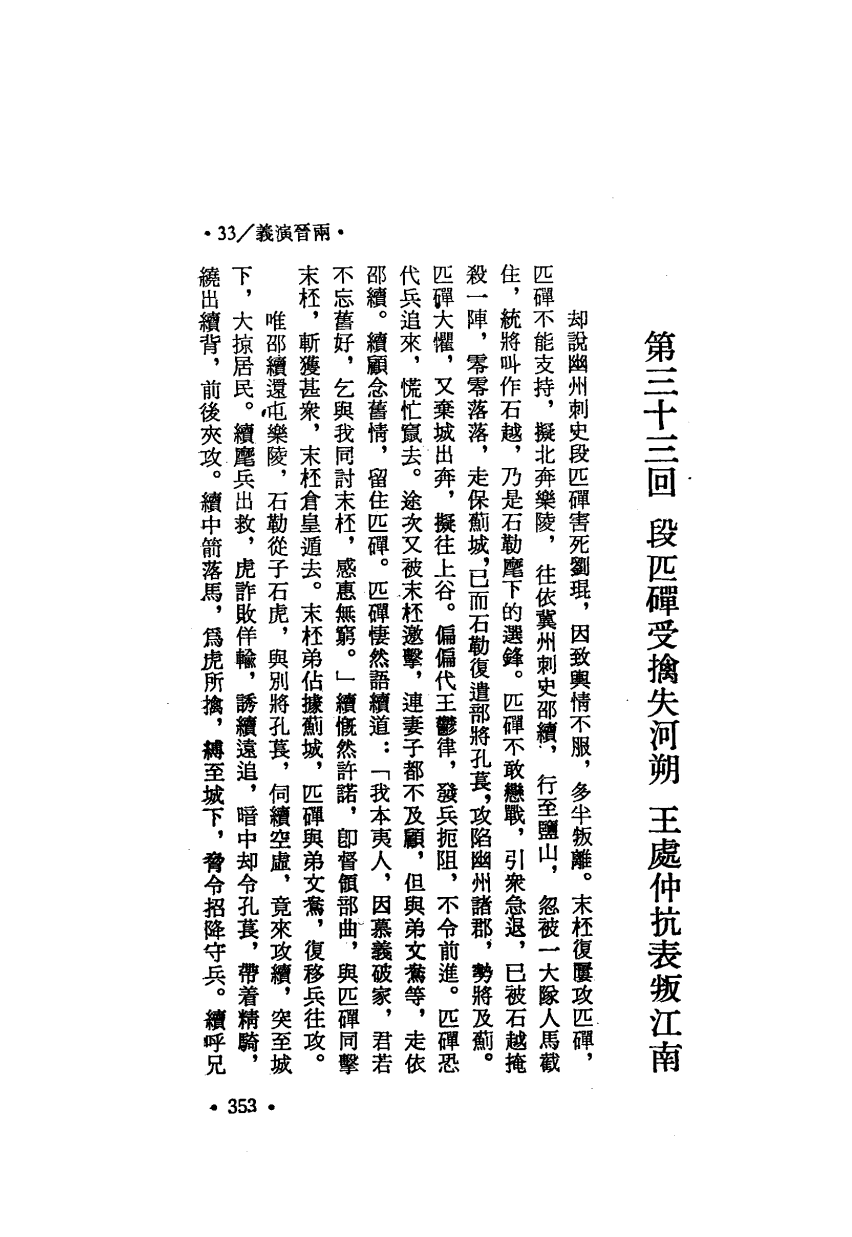 ·33/義演晉兩·
第三十三回 段匹磾受擒失河朔 王處仲抗表叛江南
却說幽州刺史段匹磾害死劉琨，因致輿情不服，多半叛離。末柸復屢攻匹磾，
匹磾不能支持，擬北奔樂陵，往依冀州刺史邵續，行至鹽山，忽被一大隊人馬截
住，統將叫作石越，乃是石勒麾下的選鋒。匹磾不敢戀戰，引衆急退，已被石越掩
殺一陣，零零落落，走保薊城，已而石勒復遣部將孔萇，攻陷幽州諸郡，勢將及薊。
匹磾大懼，又棄城出奔，擬往上谷。偏偏代王鬱律，發兵扼阻，不令前進。匹磾恐
代兵追來，慌忙竄去。途次又被末柸邀擊，連妻子都不及顧，但與弟文鴦等，走依
邵續。續顧念舊情，留住匹磾。匹磾悽然語續道：「我本夷人，因慕義破家，君若
不忘舊好，乞與我同討末柸，感惠無窮。」續慨然許諾，卽督領部曲，與匹磾同擊
末柸，斬獲甚衆，末柸倉皇遁去。末柸弟佔據薊城，匹磾與弟文鴦，復移兵往攻。
唯邵續還屯樂陵，石勒從子石虎，與別將孔萇，伺續空虛，竟來攻續，突至城
下，大掠居民。續麾兵出救，虎詐敗佯輸，誘續遠追，暗中却令孔萇，帶着精騎，
繞出續背，前後夾攻。續中箭落馬，爲虎所擒，縛至城下，脅令招降守兵。續呼兄
·353·